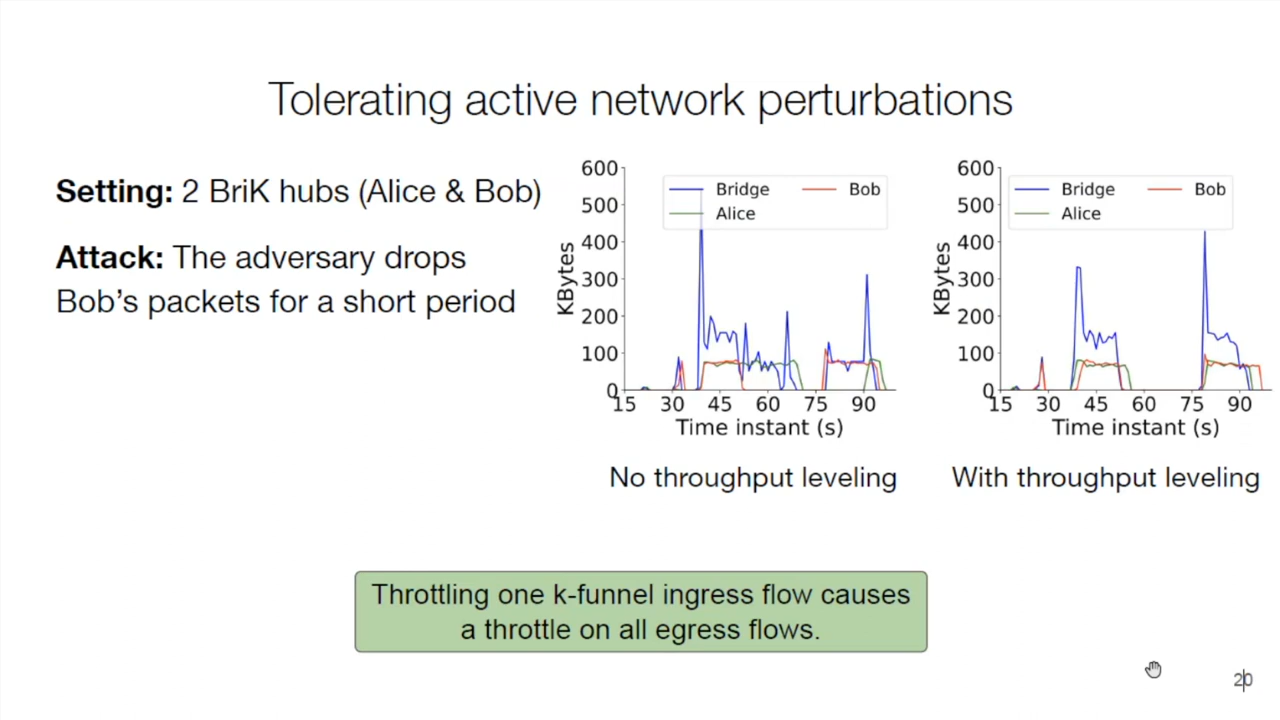 Tolerating active network perturbations
Setting: 2 BriK hubs (Alice & Bob)
Attack: The adversary drops
Bob's packets for a short period
600
500
400
300
200
100
0
KBytes
Bridge
Bob
Alice
15 30 45 60 75 90
Time instant (s)
No throughput leveling
600
500
400
300
200
100
0
KBytes
Bridge
Bob
Alice
15 30 45 60 75 90
Time instant (s)
With throughput leveling
Throttling one k-funnel ingress flow causes
a throttle on all egress flows.
20